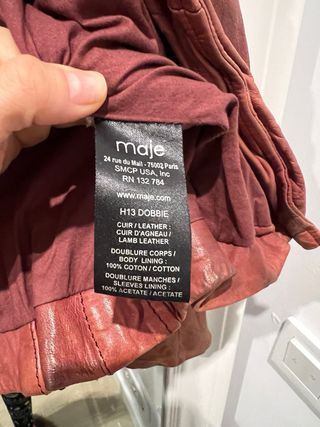 maje
24 rue du Mail - 75002 Paris
SMCP USA, Inc
RN 132 784
www.maje.com
H13 DOBBIE
CUIR / LEATHER :
CUIR D'AGNEAU /
LAMB LEATHER
DOUBLURE CORPS /
BODY LINING :
100% COTON / COTTON
DOUBLURE MANCHES /
SLEEVES LINING :
100% ACETATE / ACETATE